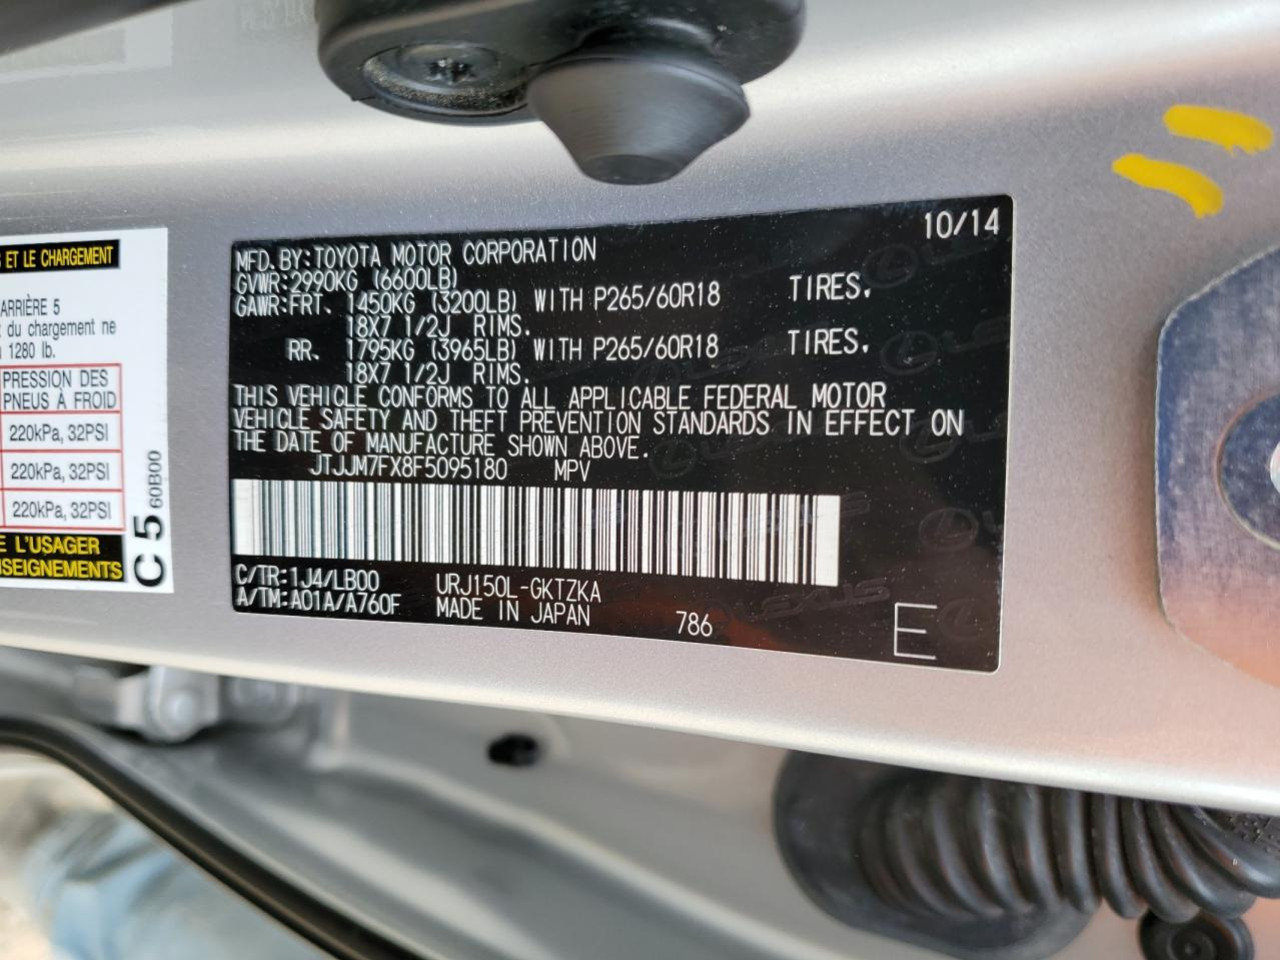 S ET LE CHARGEMENT
ARRIÈRE 5
du chargement ne
1280 lb.
PRESSION DES
PNEUS À FROID
220kPa, 32PSI
220kPa, 32PSI
220kPa, 32PSI
E L'USAGER
NSEIGNEMENTS
C 5 60B00
10/14
MFD. BY: TOYOTA MOTOR CORPORATION
GVWR: 2990KG (6600LB)
GAWR: FRT. 1450KG (3200LB) WITH P265/60R18 TIRES.
18X7 1/2J RIMS.
RR. 1795KG (3965LB) WITH P265/60R18 TIRES.
18X7 1/2J RIMS.
THIS VEHICLE CONFORMS TO ALL APPLICABLE FEDERAL MOTOR
VEHICLE SAFETY AND THEFT PREVENTION STANDARDS IN EFFECT ON
THE DATE OF MANUFACTURE SHOWN ABOVE.
JTJJM7FX8F5095180 MPV
C/TR: 1J4/LB00 URJ150L-GKTZKA
A/TM: A01A/A760F MADE IN JAPAN 786
E